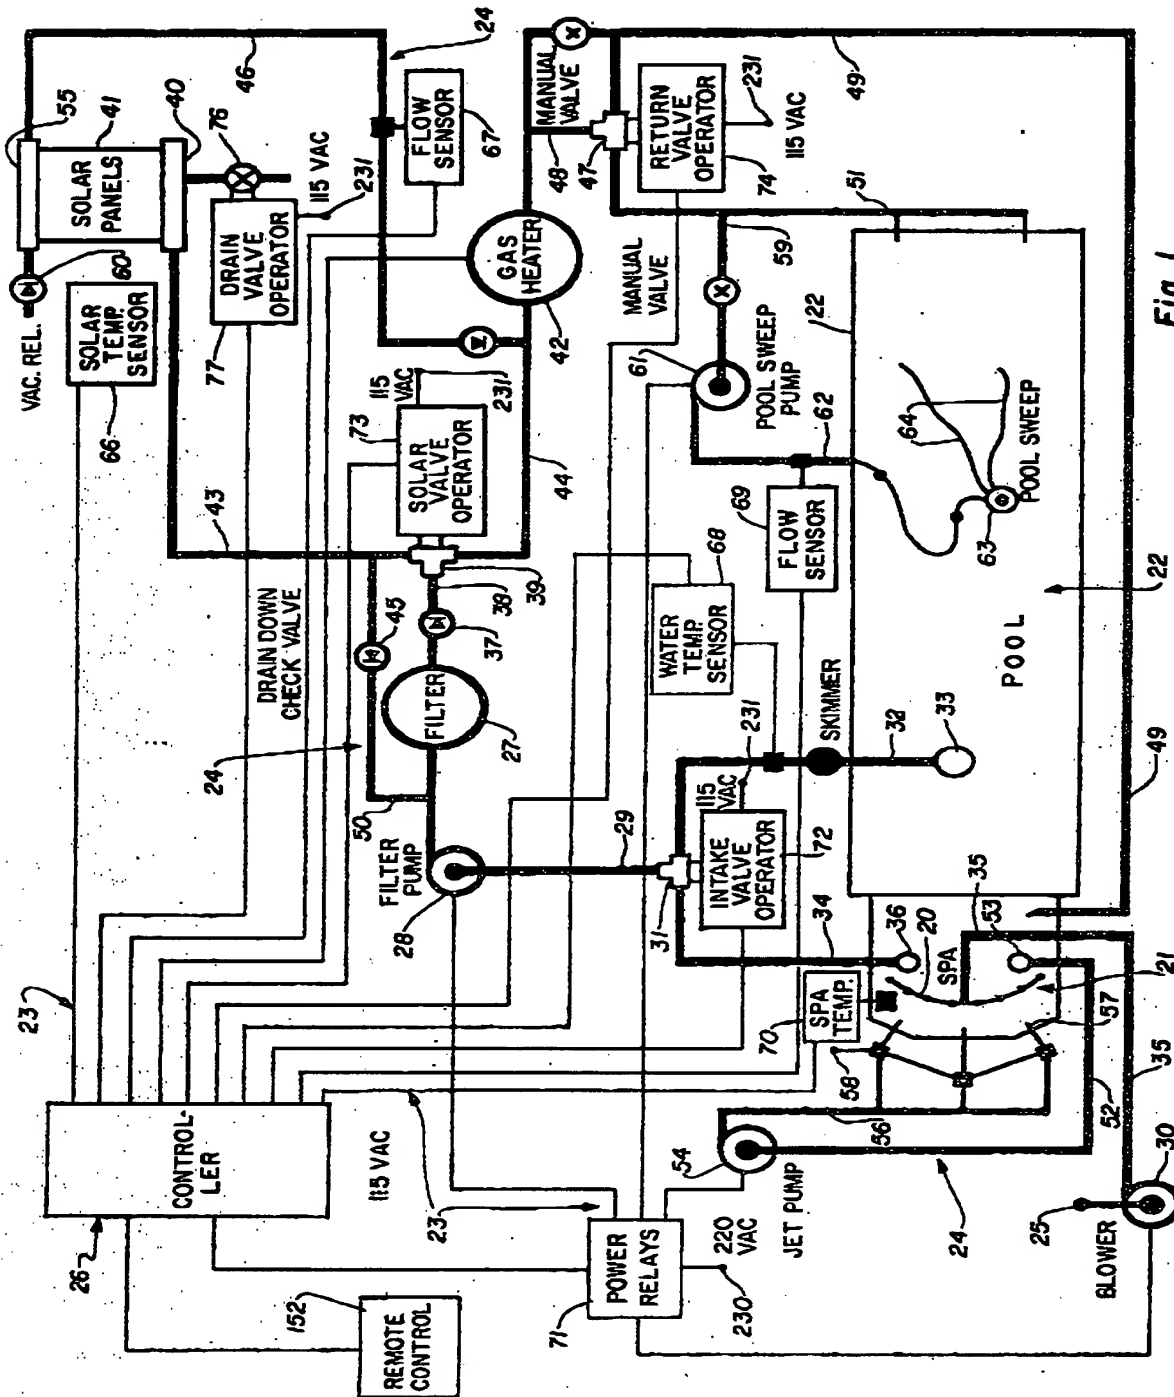 55
41
SOLAR
PANELS
40
46
24
VAC. REL.
60
SOLAR
TEMP.
SENSOR
66
76
DRAIN
VALVE
OPERATOR
77
115 VAC
231
FLOW
SENSOR
67
MANUAL
VALVE
x
49
48
47
RETURN
VALVE
OPERATOR
74
231
115 VAC
GAS
HEATER
42
43
73
115
VAC
SOLAR
VALVE
OPERATOR
231
44
MANUAL
VALVE
x
59
51
61
POOL SWEEP
PUMP
62
22
64
POOL SWEEP
63
Fig. 1
DRAIN DOWN
CHECK VALVE
45
38
39
37
FILTER
27
24
50
FILTER
PUMP
28
29
WATER
TEMP.
SENSOR
68
69
FLOW
SENSOR
231
SKIMMER
32
33
POOL
22
49
115
VAC
INTAKE
VALVE
OPERATOR
72
31
34
36
20
SPA
35
53
21
SPA
TEMP.
70
58
57
35
52
56
54
JET PUMP
24
25
BLOWER
30
23
CONTROL-
LER
26
115 VAC
23
23
POWER
RELAYS
71
220
VAC
230
152
REMOTE
CONTROL